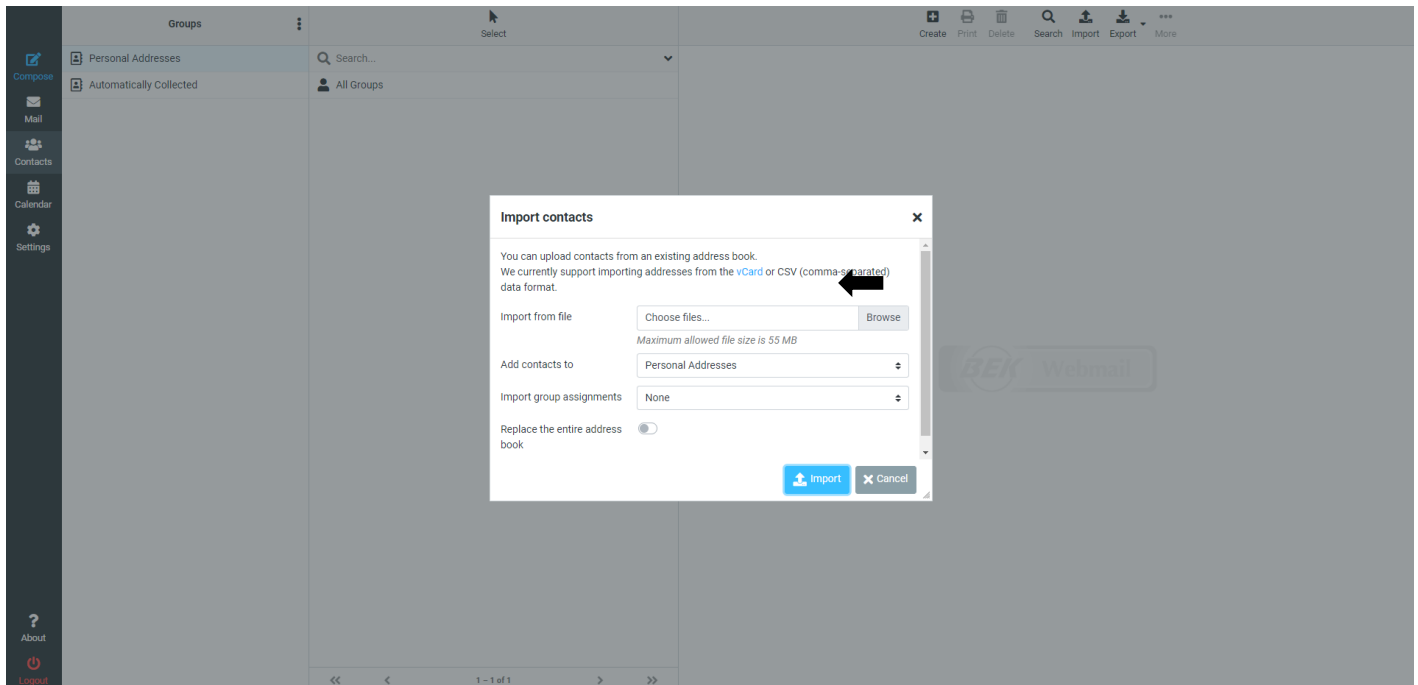 Groups
Select
Create Print Delete Search Import Export More
Compose
Mail
Contacts
Calendar
Settings
About
Logout
Personal Addresses
Automatically Collected
Search...
All Groups
1 – 1 of 1
Import contacts
You can upload contacts from an existing address book.
We currently support importing addresses from the vCard or CSV (comma-separated)
data format.
Import from file
Choose files... Browse
Maximum allowed file size is 55 MB
Add contacts to
Personal Addresses
Import group assignments
None
Replace the entire address
book
Import
Cancel
BEK Webmail